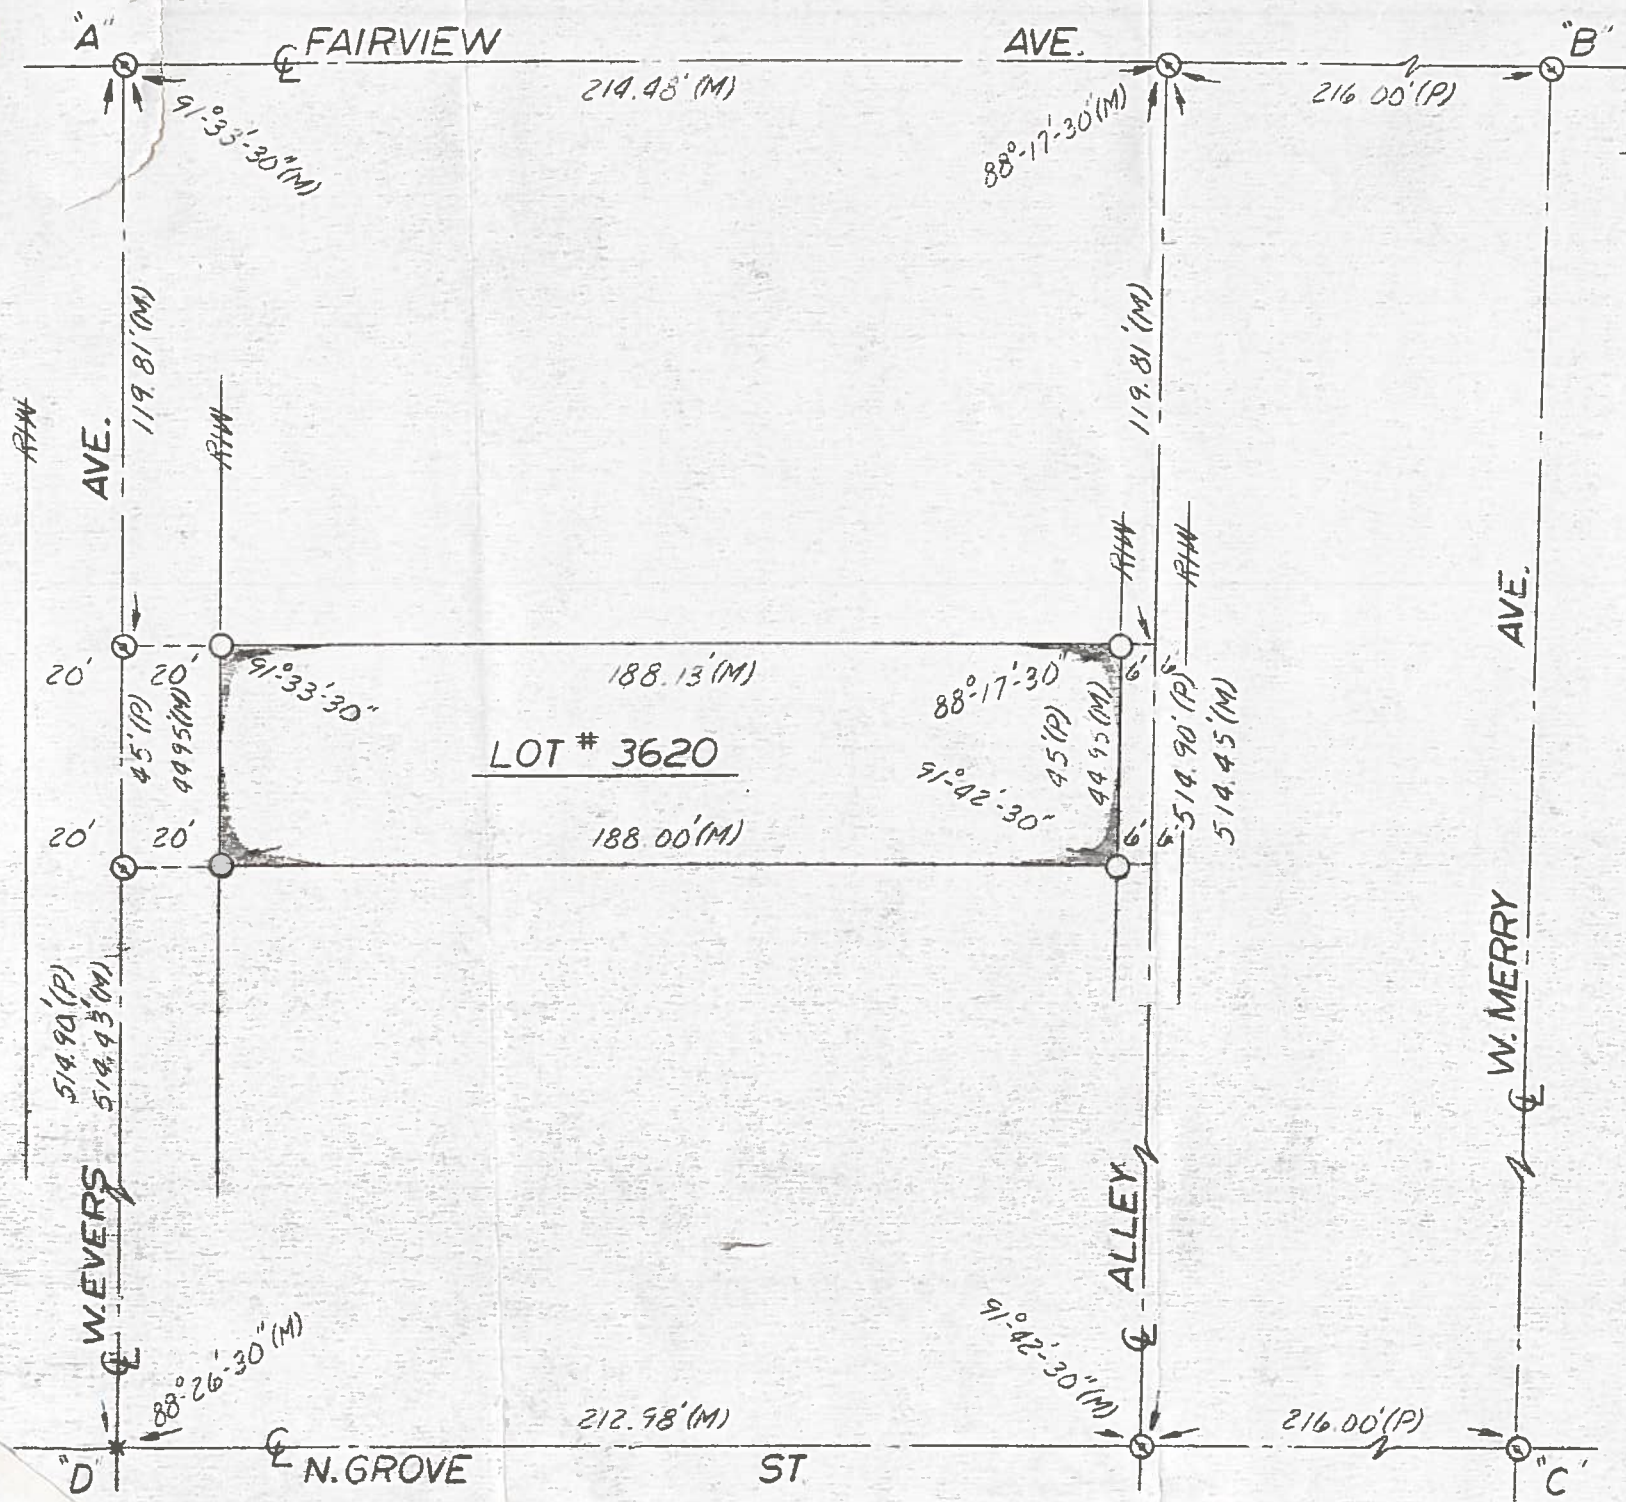 "A"
℄ FAIRVIEW AVE.
"B"
214.48'(M)
216.00'(P)
91°-33'-30"(M)
88°-17'-30"(M)
119.81'(M)
119.81'(M)
R/W
R/W
AVE.
R/W
R/W
AVE.
20'
20'
91°-33'-30"
188.13'(M)
88°-17'-30"
6'
6'
45'(P)
44.95(M)
LOT # 3620
91°-42'-30"
45'(P)
44.95(M)
514.90'(P)
514.45'(M)
20'
20'
188.00'(M)
6'
6'
W. MERRY
℄
514.90'(P)
514.43'(M)
W. EVERS
℄
ALLEY
℄
88°-26'-30"(M)
91°-42'-30"(M)
212.98'(M)
216.00'(P)
"D"
℄ N. GROVE ST
"C"